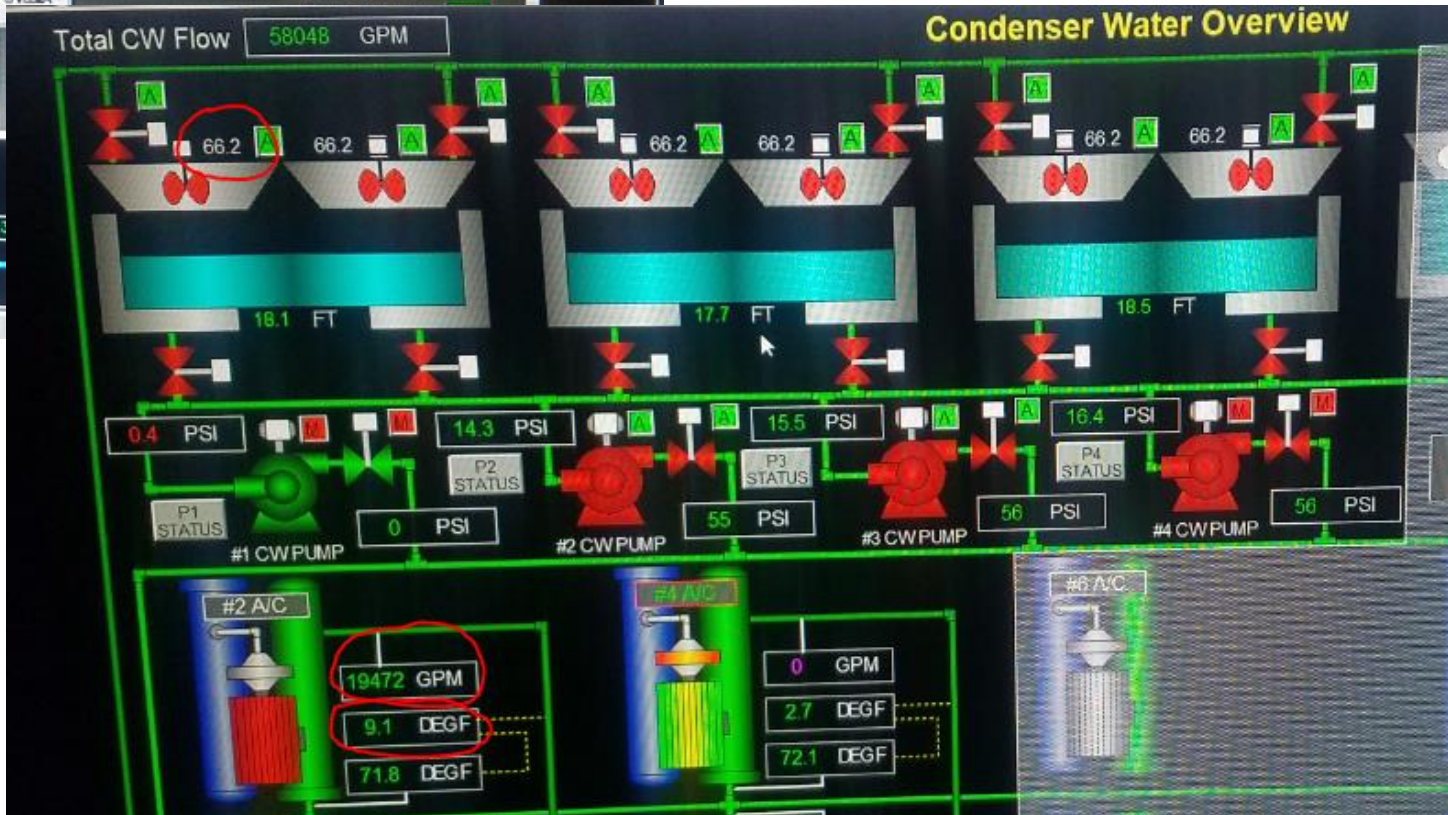 Condenser Water Overview
Total CW Flow 58048 GPM
A A A A A A
66.2 A 66.2 A 66.2 A 66.2 A 66.2 A 66.2 A
18.1 FT 17.7 FT 18.5 FT
0.4 PSI M M 14.3 PSI A A 15.5 PSI A A 16.4 PSI M M
P1 STATUS
P2 STATUS
P3 STATUS
P4 STATUS
0 PSI 55 PSI 56 PSI 56 PSI
#1 CW PUMP #2 CW PUMP #3 CW PUMP #4 CW PUMP
#2 A/C #4 A/C #6 A/C
19472 GPM 0 GPM
9.1 DEGF 2.7 DEGF
71.8 DEGF 72.1 DEGF